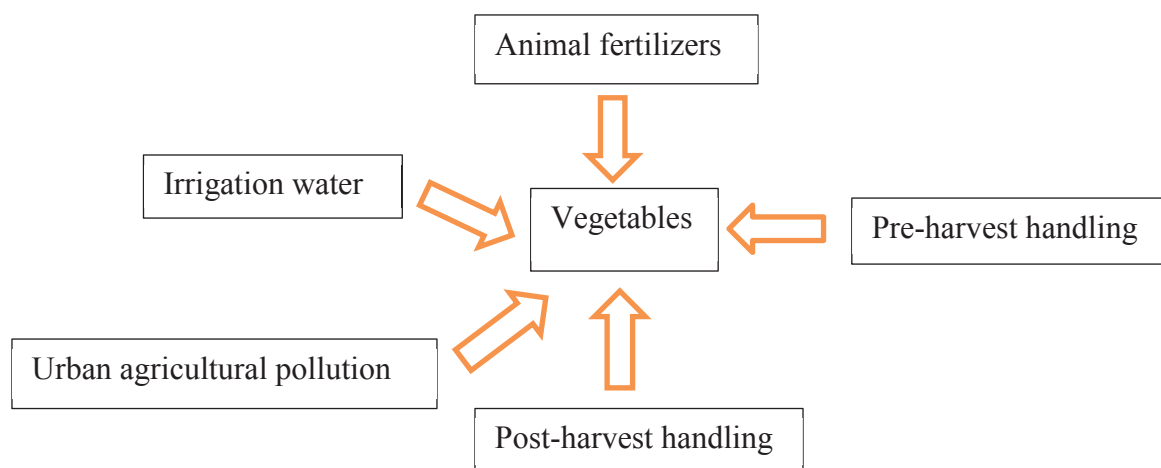 Animal fertilizers
Irrigation water
Vegetables
Pre-harvest handling
Urban agricultural pollution
Post-harvest handling